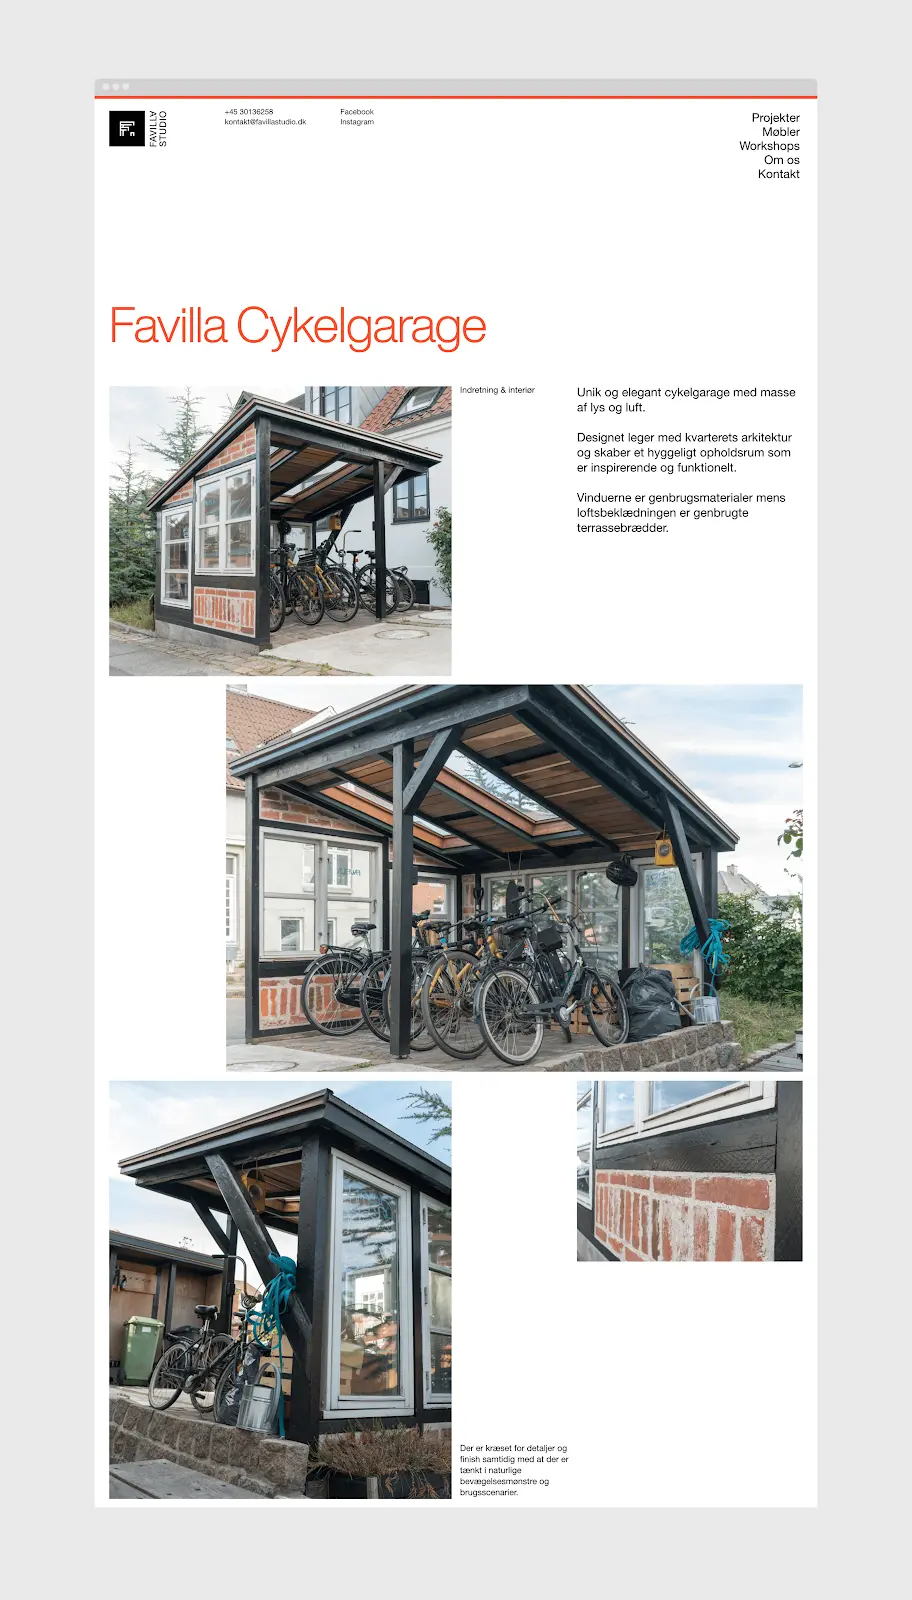 FAVILLA
STUDIO
+45 30136258
kontakt@favillastudio.dk
Facebook
Instagram
Projekter
Møbler
Workshops
Om os
Kontakt
Favilla Cykelgarage
Indretning & interiør
Unik og elegant cykelgarage med masse
af lys og luft.
Designet leger med kvarterets arkitektur
og skaber et hyggeligt opholdsrum som
er inspirerende og funktionelt.
Vinduerne er genbrugsmaterialer mens
loftsbeklædningen er genbrugte
terrassebrædder.
Der er kræset for detaljer og
finish samtidig med at der er
tænkt i naturlige
bevægelsesmønstre og
brugsscenarier.